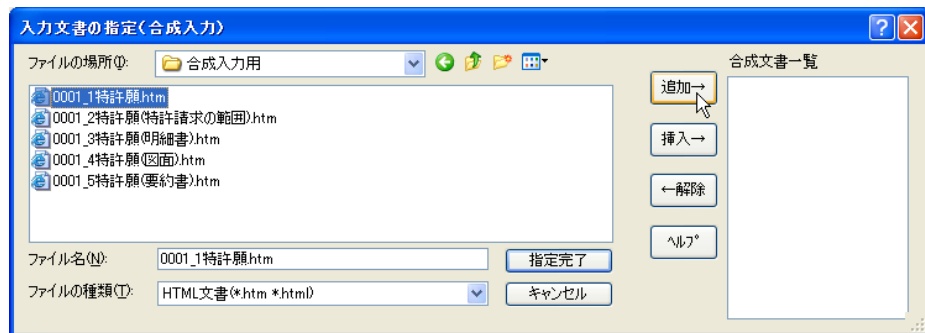 入力文書の指定(合成入力)
ファイルの場所(I):
合成入力用
合成文書一覧
0001_1特許願.htm
0001_2特許願(特許請求の範囲).htm
0001_3特許願(明細書).htm
0001_4特許願(図面).htm
0001_5特許願(要約書).htm
追加→
挿入→
←解除
ヘルプ
ファイル名(N):
0001_1特許願.htm
指定完了
ファイルの種類(T):
HTML文書(*.htm *.html)
キャンセル